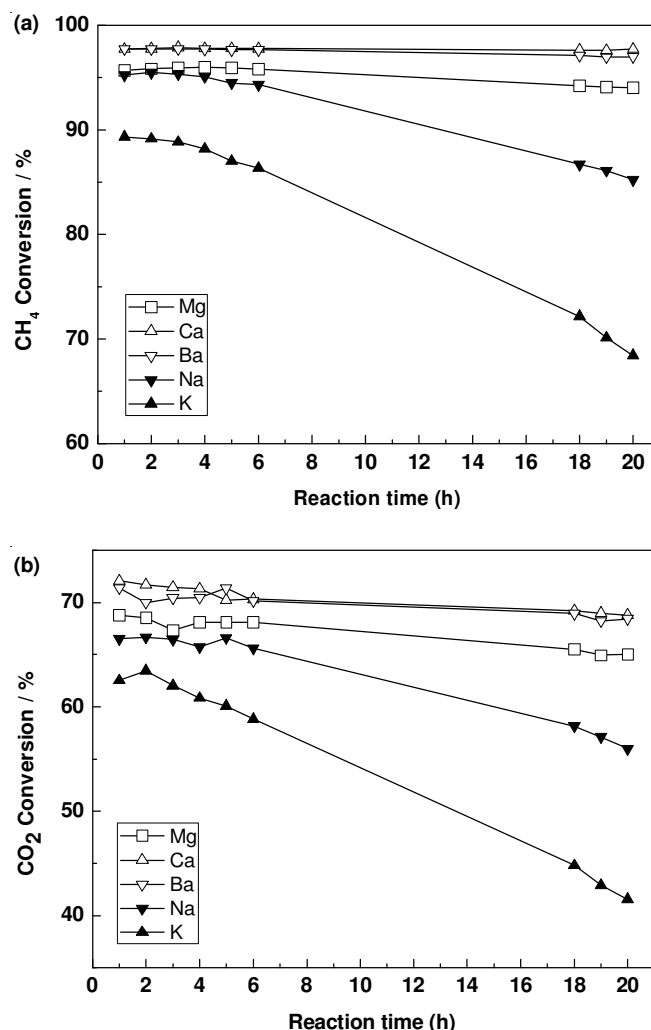 (a)
100
90
80
70
60
CH₄ Conversion / %
Mg
Ca
Ba
Na
K
0 2 4 6 8 10 12 14 16 18 20
Reaction time (h)
(b)
70
60
50
40
CO₂ Conversion / %
Mg
Ca
Ba
Na
K
0 2 4 6 8 10 12 14 16 18 20
Reaction time (h)